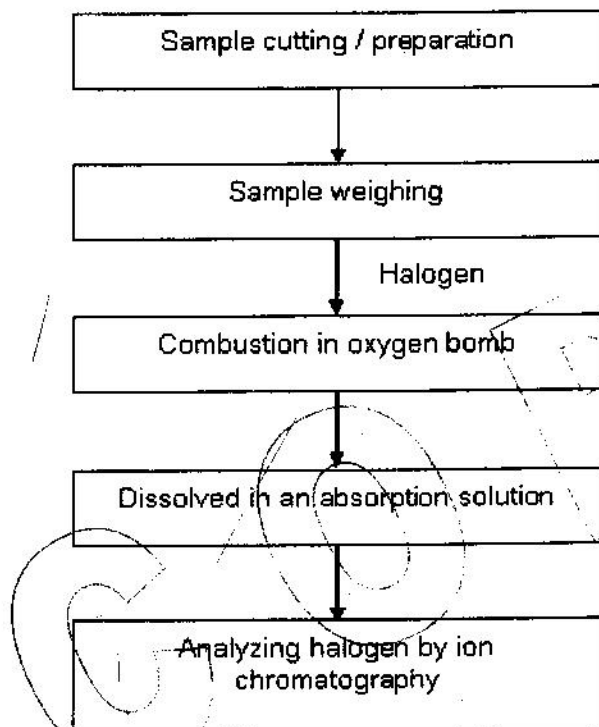 Sample cutting / preparation
Sample weighing
Halogen
Combustion in oxygen bomb
Dissolved in an absorption solution
Analyzing halogen by ion
chromatography